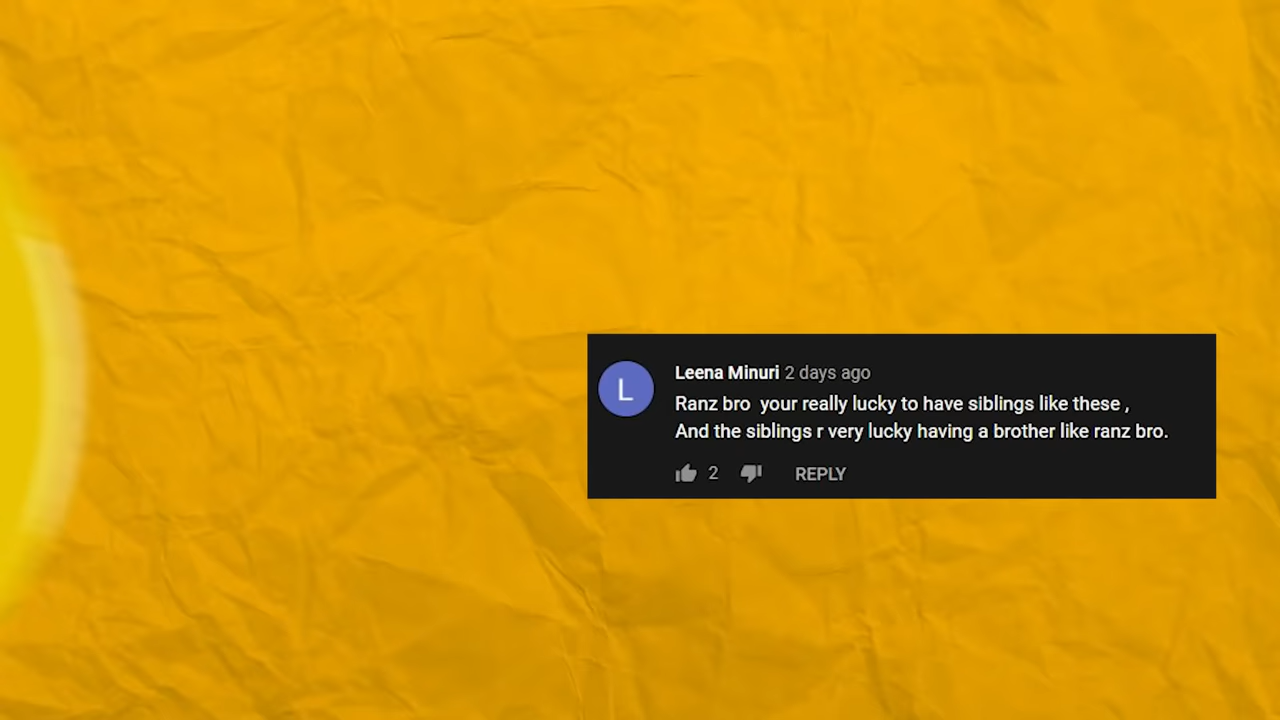 L
Leena Minuri 2 days ago
Ranz bro  your really lucky to have siblings like these ,
And the siblings r very lucky having a brother like ranz bro.
2 REPLY